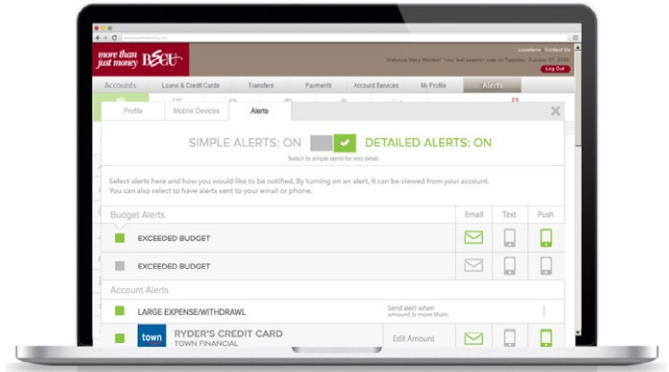 more than
just money BSCU
Locations Contact Us
Log Out
Accounts Loans & Credit Cards Transfers Payments Account Services My Profile Alerts
Profile Mobile Devices Alerts
SIMPLE ALERTS: ON DETAILED ALERTS: ON
Switch to simple alerts for less detail.
Select alerts here and how you would like to be notified. By turning on an alert, it can be viewed from your account.
You can also select to have alerts sent to your email or phone.
Budget Alerts Email Text Push
EXCEEDED BUDGET
EXCEEDED BUDGET
Account Alerts
LARGE EXPENSE/WITHDRAWL
Send alert when
amount is more than:
town RYDER'S CREDIT CARD
TOWN FINANCIAL
Edit Amount